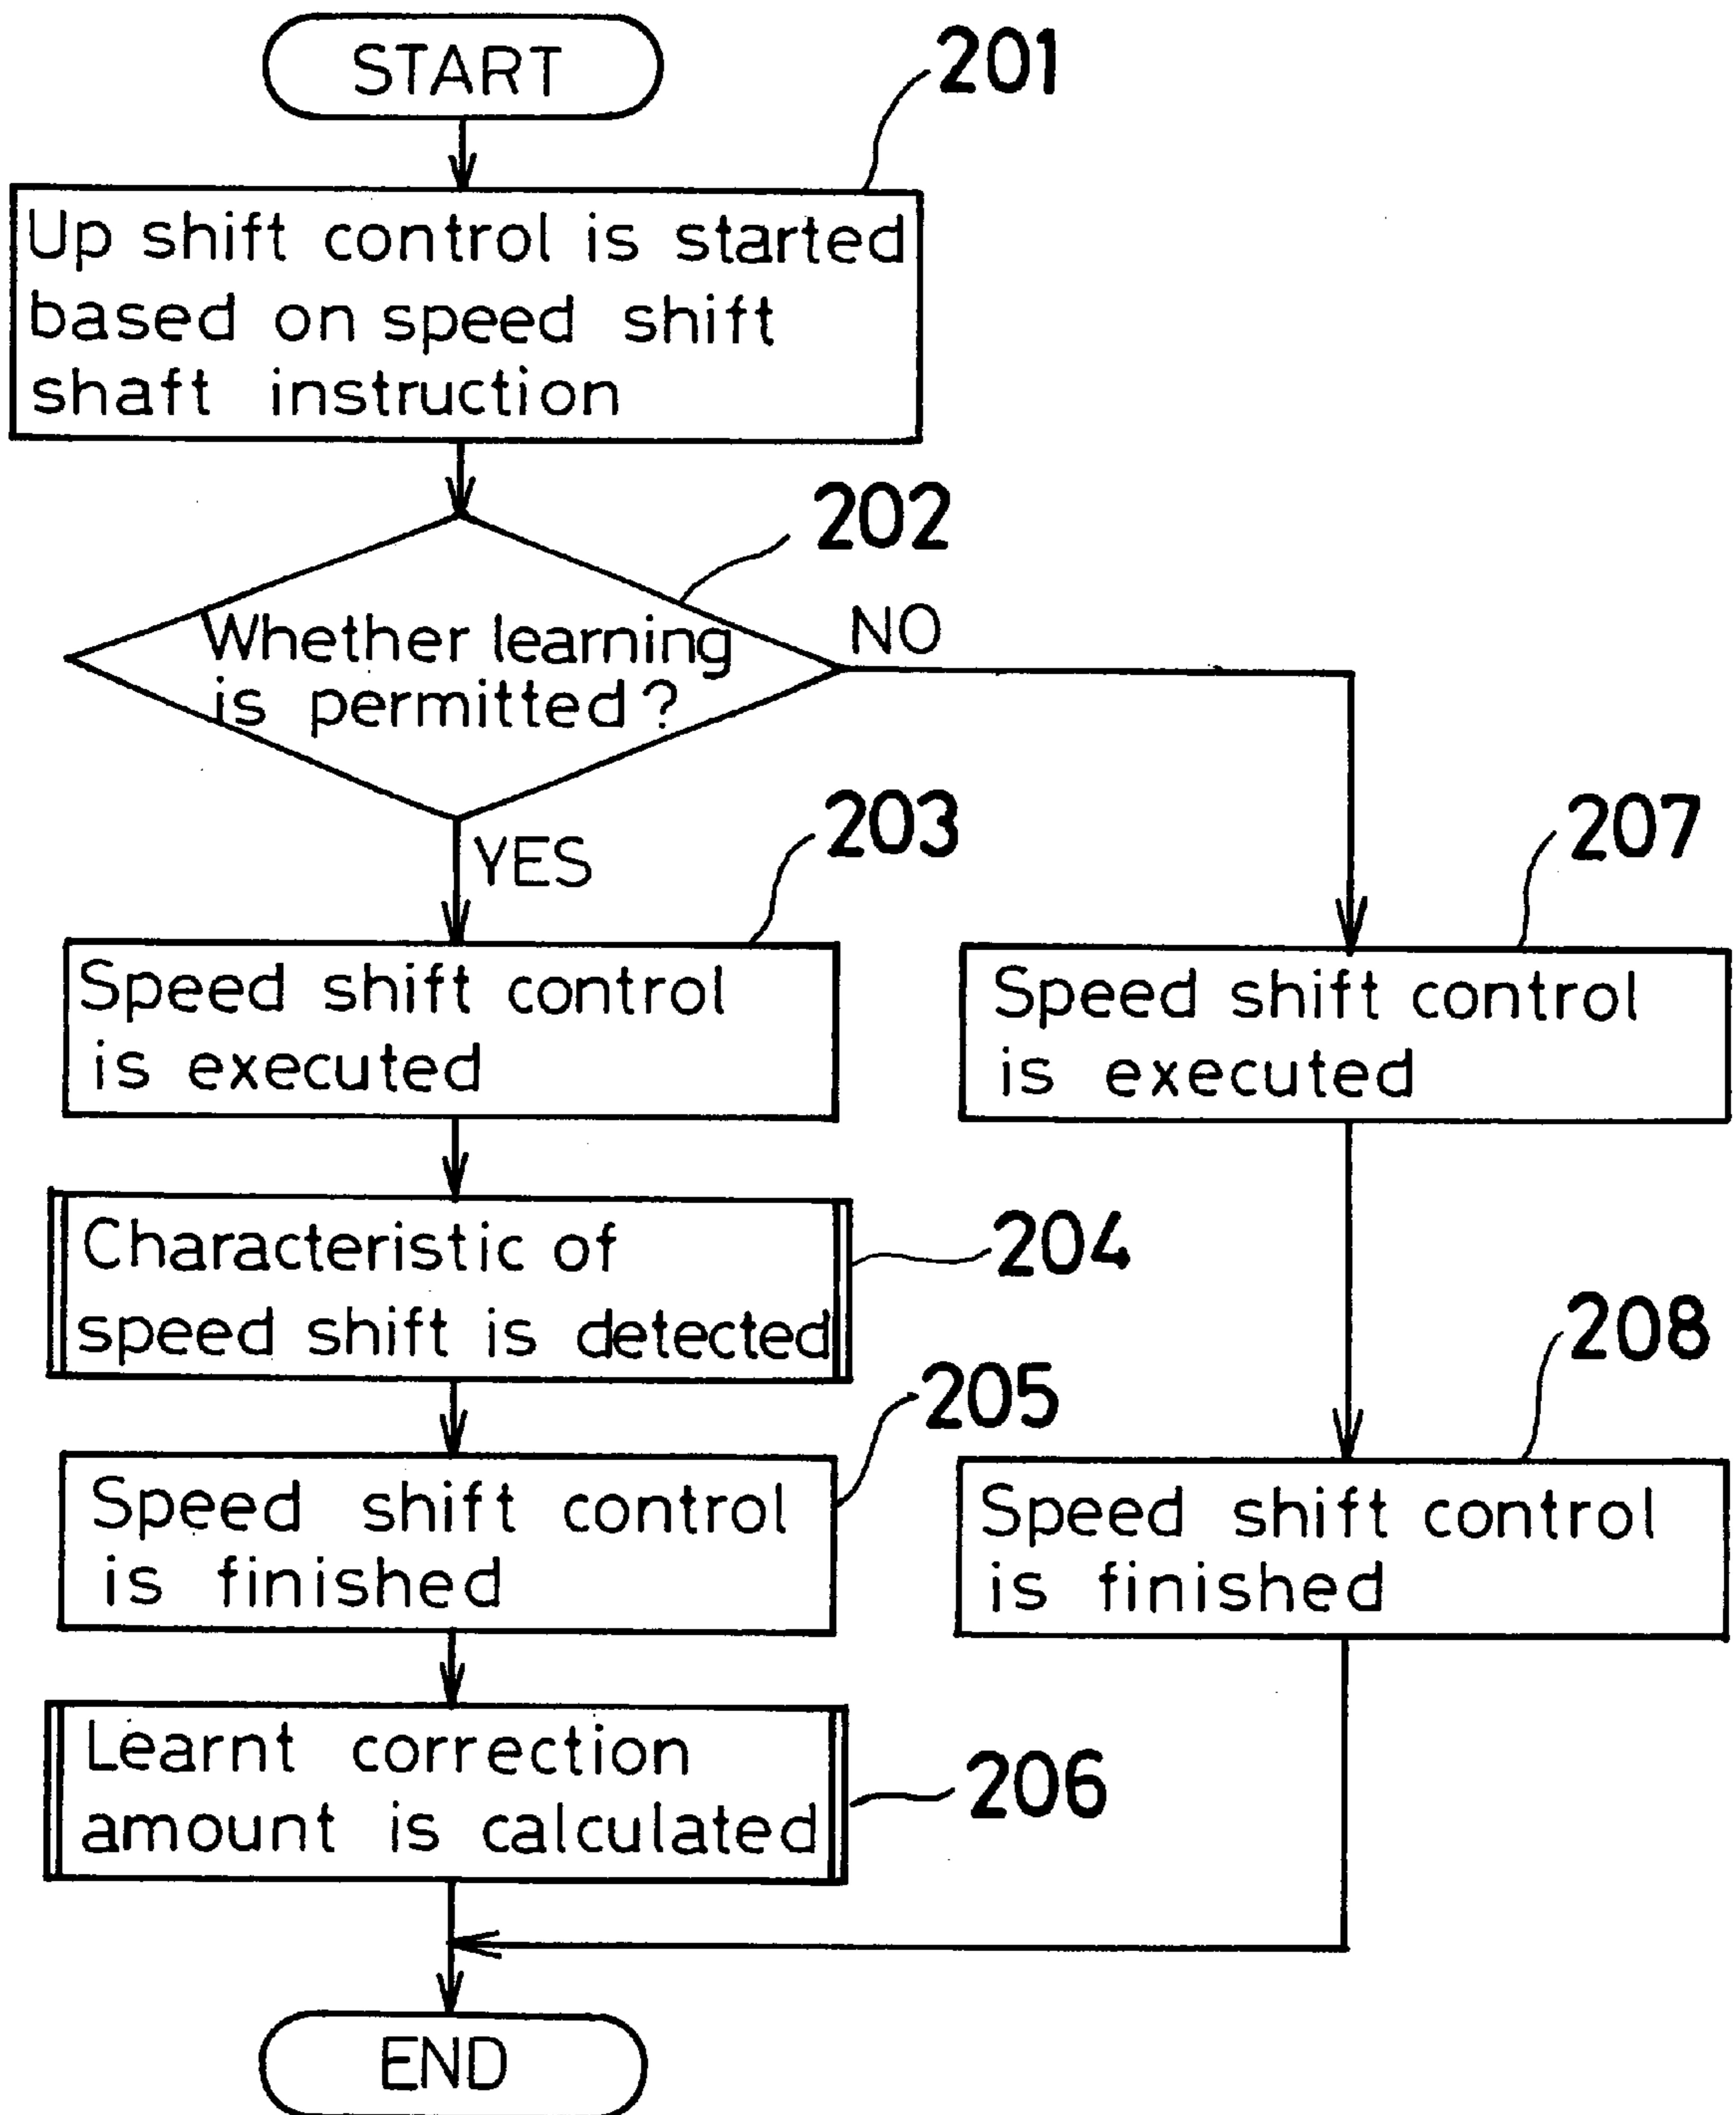 START
201
Up shift control is started
based on speed shift
shaft instruction
202
Whether learning
is permitted?
NO
YES
203
Speed shift control
is executed
207
Speed shift control
is executed
Characteristic of
speed shift is detected
204
205
Speed shift control
is finished
208
Speed shift control
is finished
Learnt correction
amount is calculated
206
END